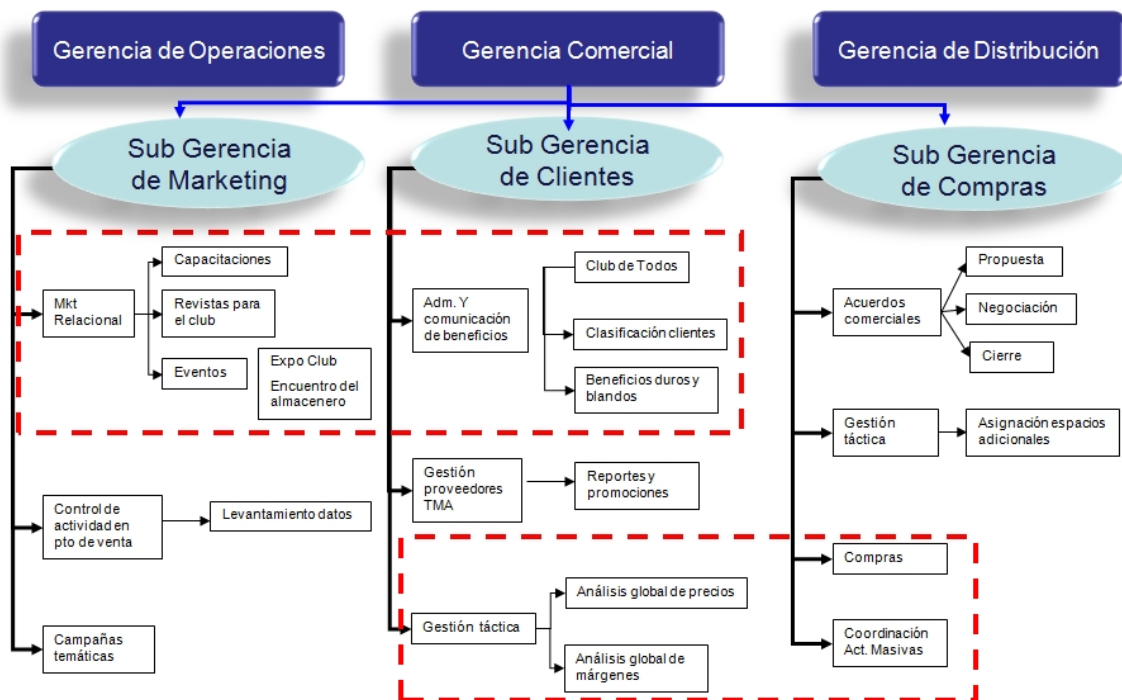 Gerencia de Operaciones
Gerencia Comercial
Gerencia de Distribución
Sub Gerencia
de Marketing
Sub Gerencia
de Clientes
Sub Gerencia
de Compras
Mkt
Relacional
Capacitaciones
Revistas para
el club
Eventos
Expo Club
Encuentro del
almacenero
Control de
actividad en
pto de venta
Levantamiento datos
Campañas
temáticas
Adm. Y
comunicación
de beneficios
Club de Todos
Clasificación clientes
Beneficios duros y
blandos
Gestión
proveedores
TMA
Reportes y
promociones
Gestión táctica
Análisis global de precios
Análisis global de
márgenes
Acuerdos
comerciales
Propuesta
Negociación
Cierre
Gestión
táctica
Asignación espacios
adicionales
Compras
Coordinación
Act. Masivas